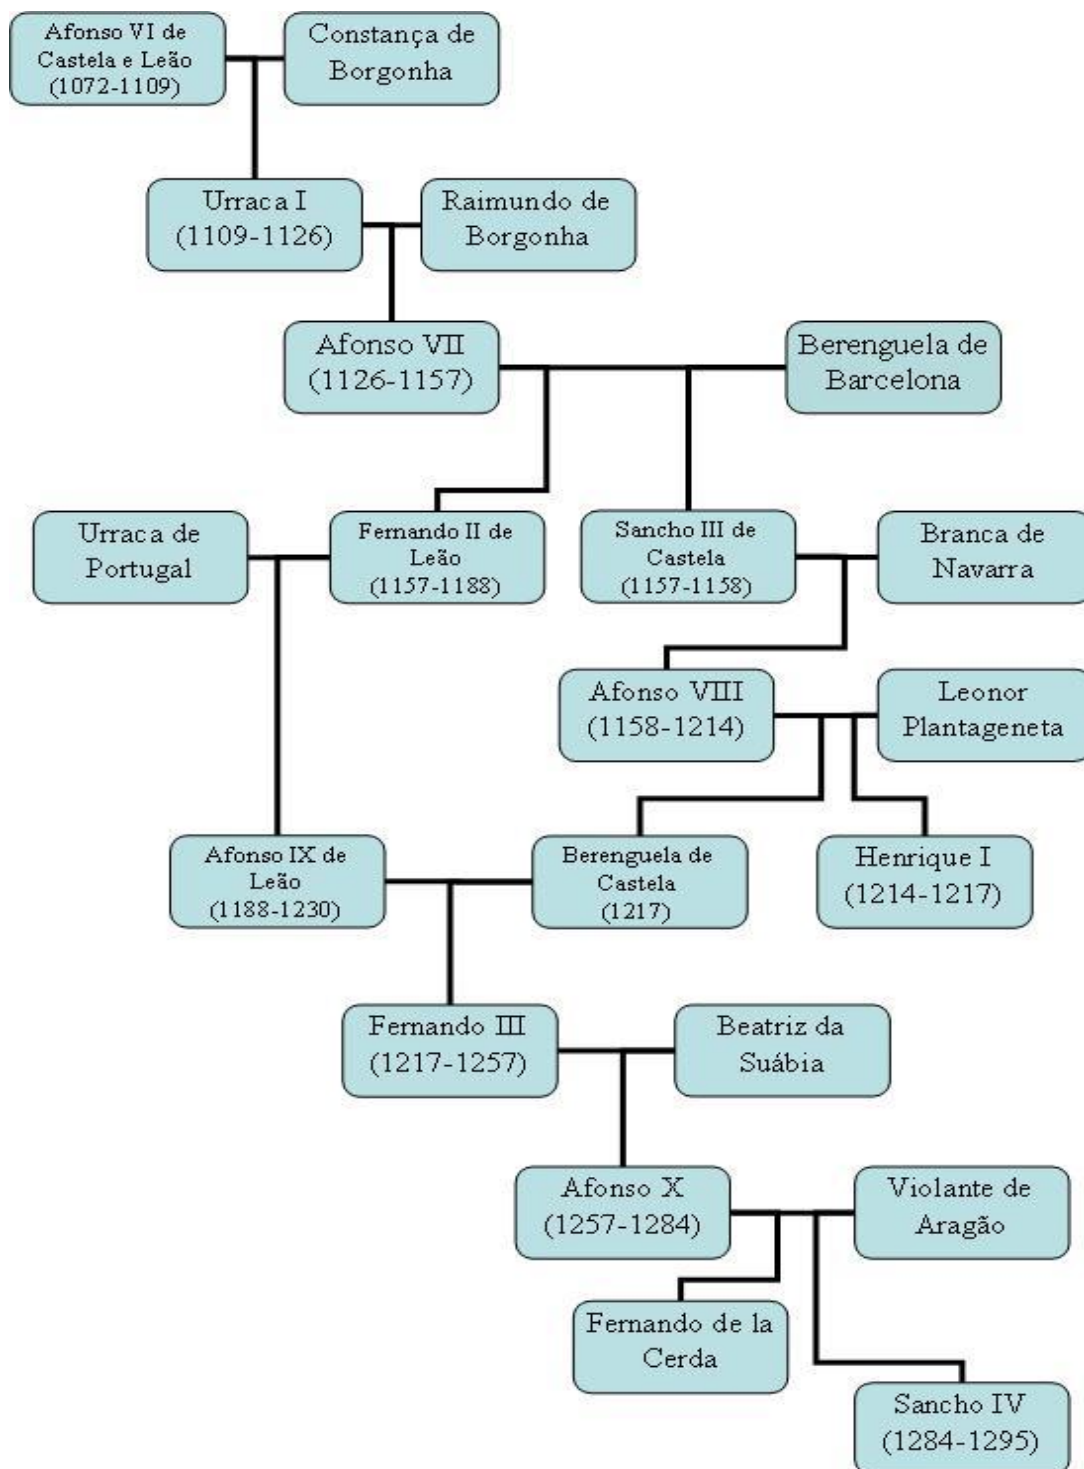 Afonso VI de
Castela e Leão
(1072-1109)
Constança de
Borgonha
Urraca I
(1109-1126)
Raimundo de
Borgonha
Afonso VII
(1126-1157)
Berenguela de
Barcelona
Urraca de
Portugal
Fernando II de
Leão
(1157-1188)
Sancho III de
Castela
(1157-1158)
Branca de
Navarra
Afonso VIII
(1158-1214)
Leonor
Plantageneta
Afonso IX de
Leão
(1188-1230)
Berenguela de
Castela
(1217)
Henrique I
(1214-1217)
Fernando III
(1217-1257)
Beatriz da
Suábia
Afonso X
(1257-1284)
Violante de
Aragão
Fernando de la
Cerda
Sancho IV
(1284-1295)